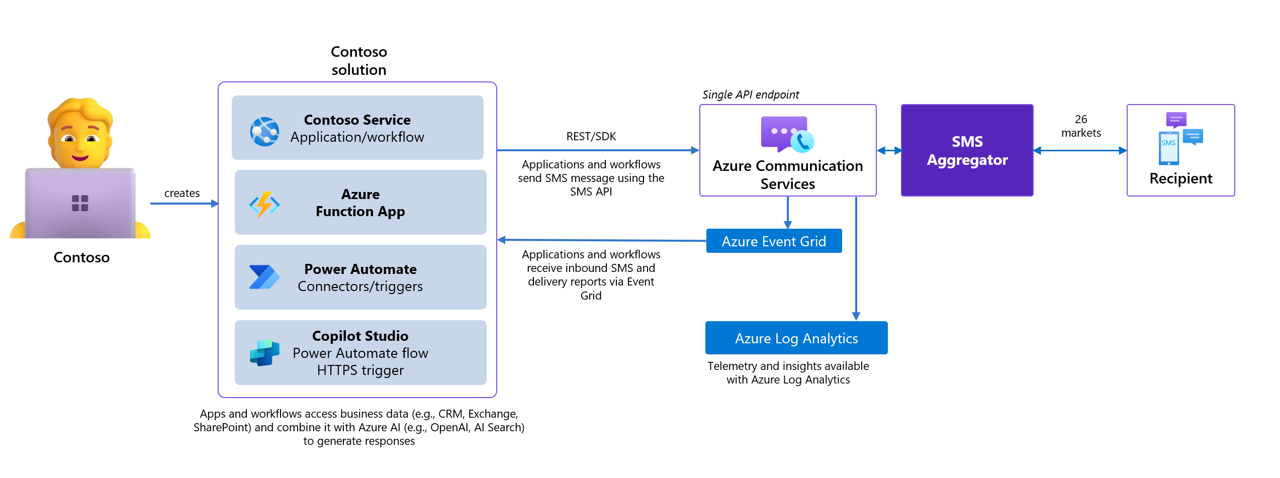 Contoso
solution
Contoso Service
Application/workflow
Azure
Function App
Power Automate
Connectors/triggers
Copilot Studio
Power Automate flow
HTTPS trigger
Apps and workflows access business data (e.g., CRM, Exchange,
SharePoint) and combine it with Azure AI (e.g., OpenAI, AI Search)
to generate responses
creates
Contoso
REST/SDK
Applications and workflows
send SMS message using the
SMS API
Applications and workflows
receive inbound SMS and
delivery reports via Event
Grid
Single API endpoint
Azure Communication
Services
Azure Event Grid
Azure Log Analytics
Telemetry and insights available
with Azure Log Analytics
SMS
Aggregator
26
markets
SMS
Recipient